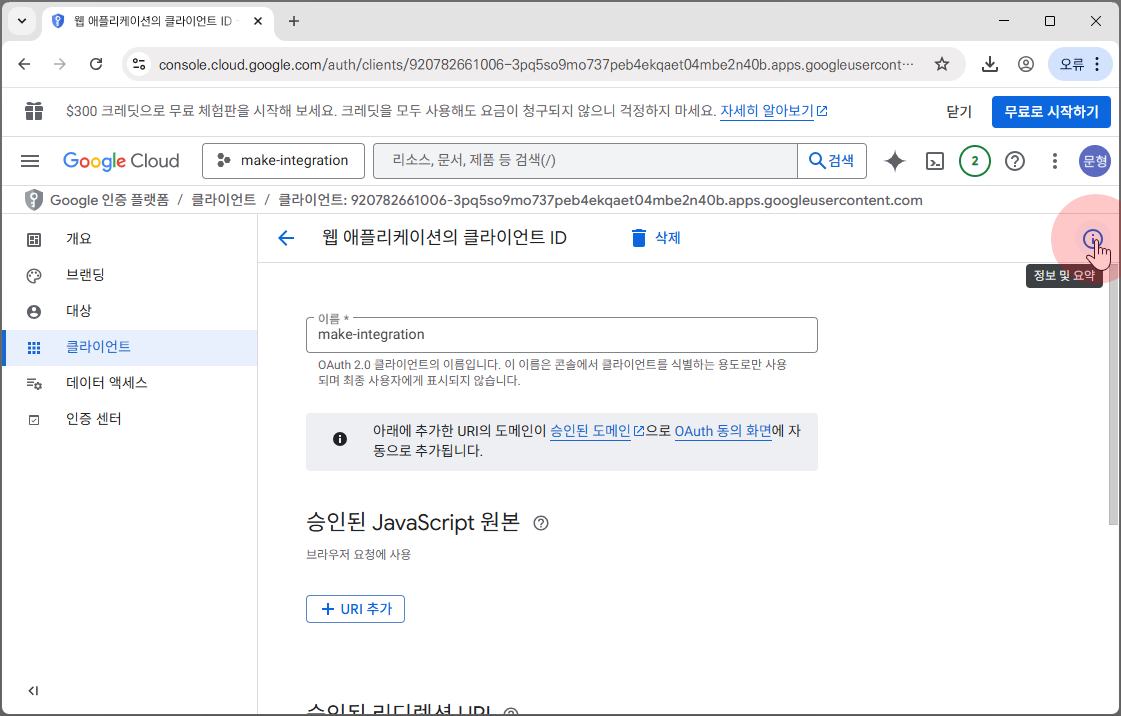 웹 애플리케이션의 클라이언트 ID
console.cloud.google.com/auth/clients/920782661006-3pq5so9mo737peb4ekqaet04mbe2n40b.apps.googleusercont…
오류
$300 크레딧으로 무료 체험판을 시작해 보세요. 크레딧을 모두 사용해도 요금이 청구되지 않으니 걱정하지 마세요. 자세히 알아보기
닫기
무료로 시작하기
Google Cloud
make-integration
리소스, 문서, 제품 등 검색(/)
검색
2
문형
Google 인증 플랫폼 / 클라이언트 / 클라이언트: 920782661006-3pq5so9mo737peb4ekqaet04mbe2n40b.apps.googleusercontent.com
개요
브랜딩
대상
클라이언트
데이터 액세스
인증 센터
웹 애플리케이션의 클라이언트 ID
삭제
정보 및 요약
이름 *
make-integration
OAuth 2.0 클라이언트의 이름입니다. 이 이름은 콘솔에서 클라이언트를 식별하는 용도로만 사용
되며 최종 사용자에게 표시되지 않습니다.
아래에 추가한 URI의 도메인이 승인된 도메인으로 OAuth 동의 화면에 자
동으로 추가됩니다.
승인된 JavaScript 원본
브라우저 요청에 사용
URI 추가
승인된 리디렉션 URI